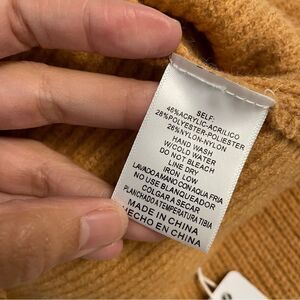 SELF:
46%ACRYLIC-ACRILICO
28%POLYESTER-POLIESTER
26%NYLON-NYLON
HAND WASH
W/COLD WATER
DO NOT BLEACH
LINE DRY
IRON LOW
LAVADO A MANO CON AQUA FRIA
NO USE BLANQUEADOR
COLGAR A SECAR
PLANCHADO A TEMPERATURA TIBIA
MADE IN CHINA
HECHO EN CHINA